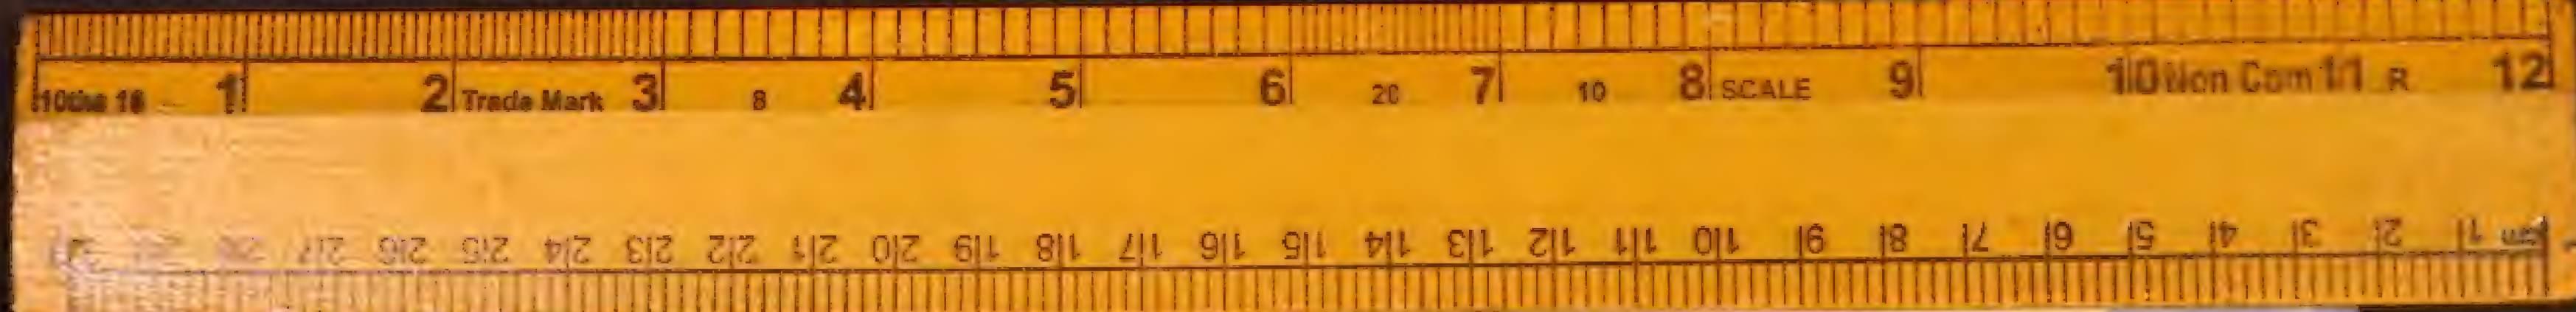 10ths 16 1 2 Trade Mark 3 8 4 5 6 20 7 10 8 SCALE 9 10 Non Com 11 R 12
cm 1 2 3 4 5 6 7 8 9 10 11 12 13 14 15 16 17 18 19 20 21 22 23 24 25 26 27